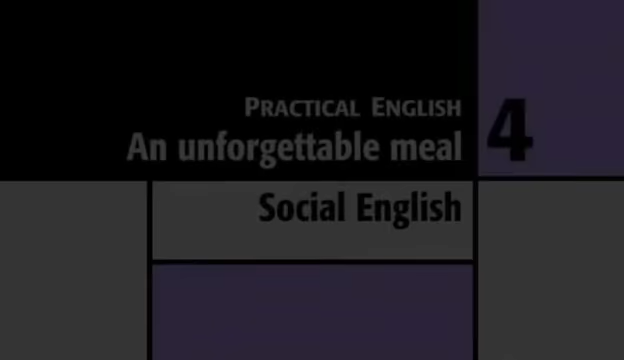 PRACTICAL ENGLISH
An unforgettable meal
4
Social English